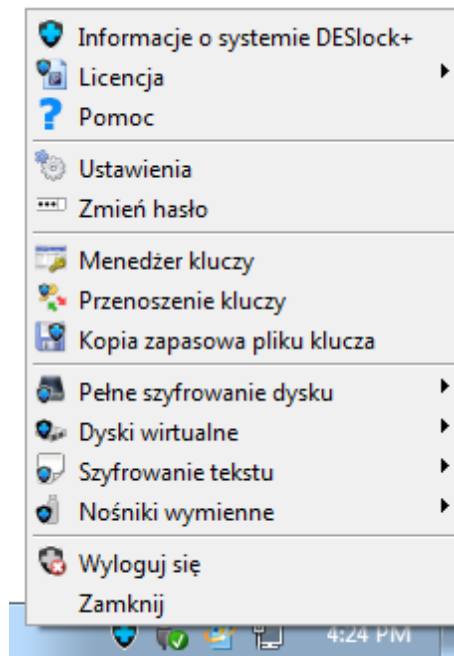 Informacje o systemie DESlock+
Licencja
Pomoc
Ustawienia
Zmień hasło
Menedżer kluczy
Przenoszenie kluczy
Kopia zapasowa pliku klucza
Pełne szyfrowanie dysku
Dyski wirtualne
Szyfrowanie tekstu
Nośniki wymienne
Wyloguj się
Zamknij
4:24 PM